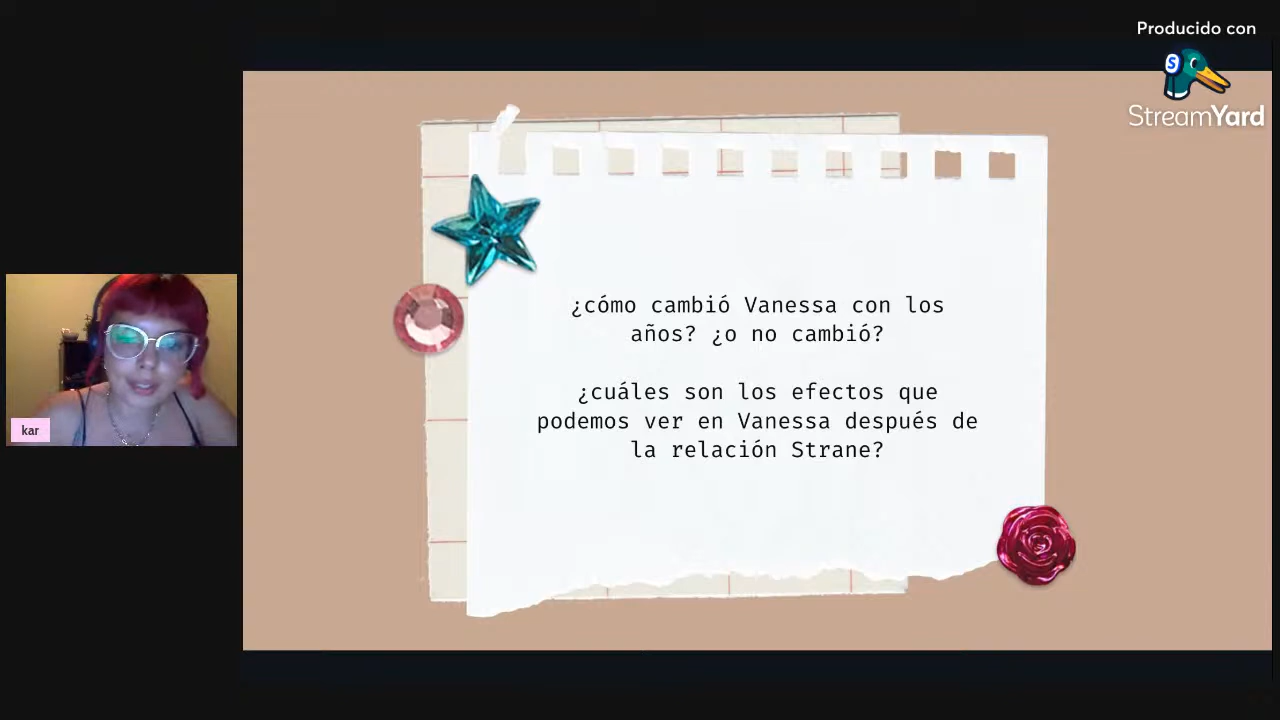 Producido con
StreamYard
¿cómo cambió Vanessa con los
años? ¿o no cambió?
¿cuáles son los efectos que
podemos ver en Vanessa después de
la relación Strane?
kar